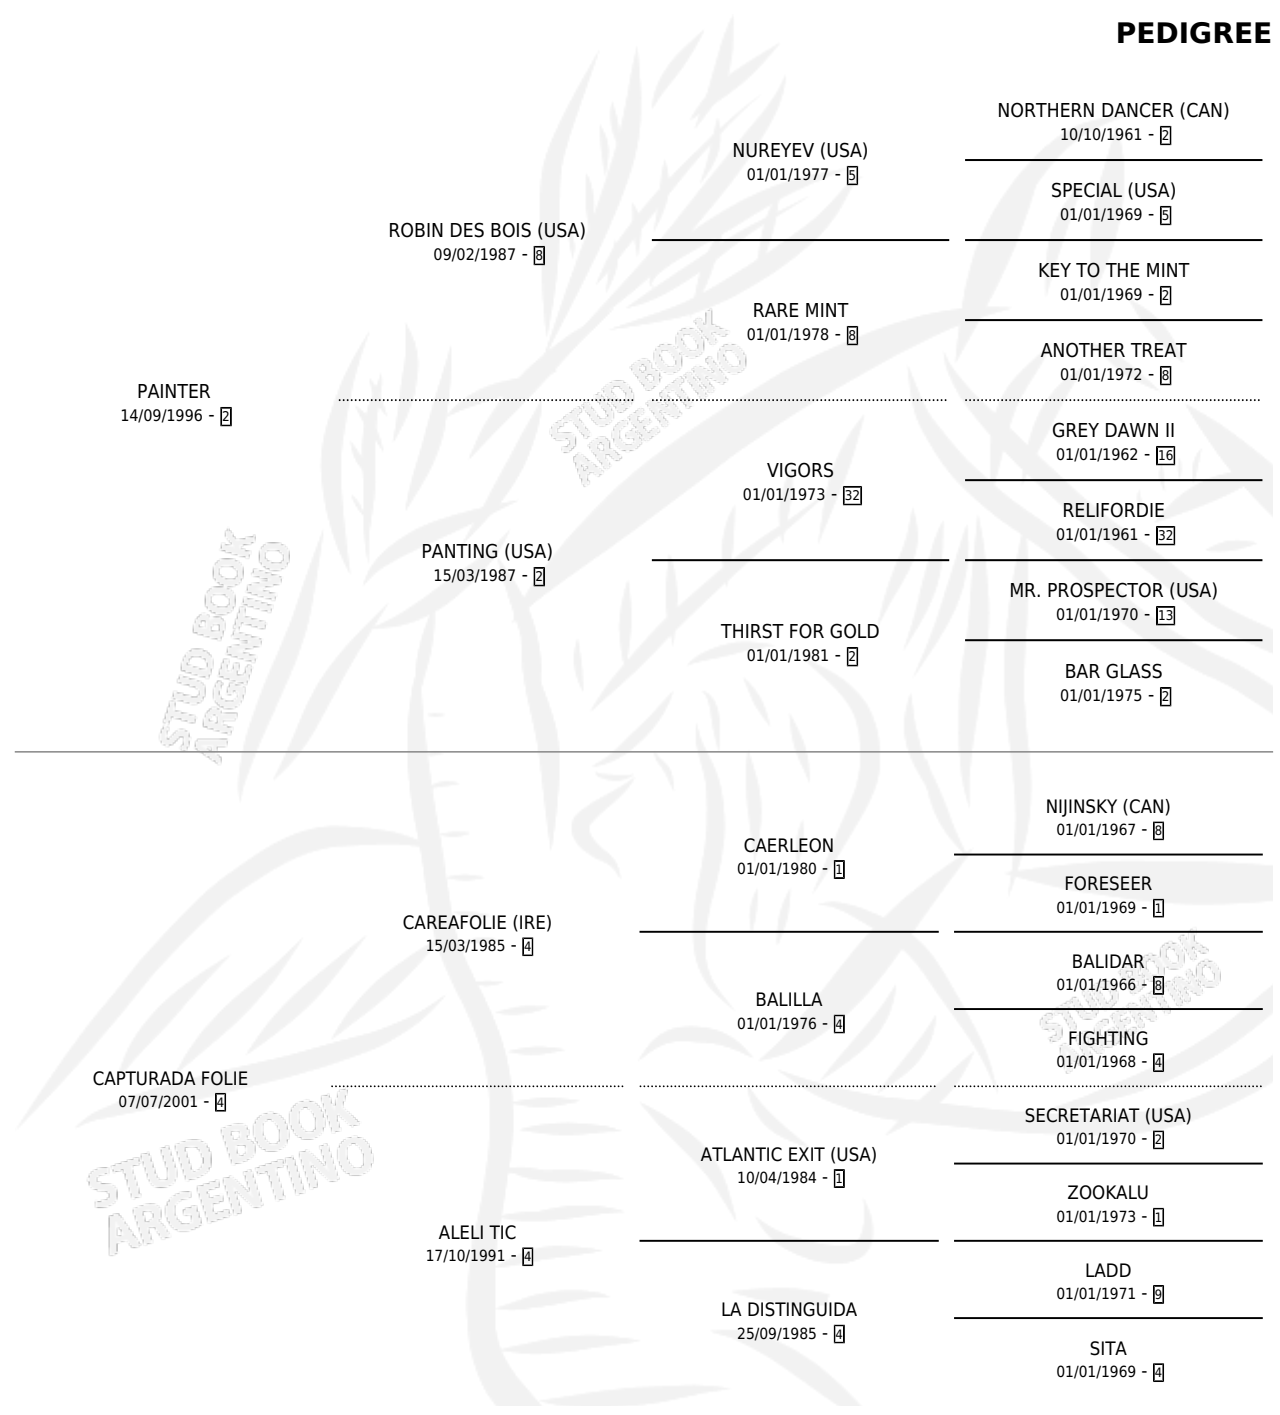 PEDIGREE
NORTHERN DANCER (CAN)
10/10/1961 - 2
NUREYEV (USA)
01/01/1977 - 5
SPECIAL (USA)
01/01/1969 - 5
ROBIN DES BOIS (USA)
09/02/1987 - 8
KEY TO THE MINT
01/01/1969 - 2
RARE MINT
01/01/1978 - 8
ANOTHER TREAT
01/01/1972 - 8
PAINTER
14/09/1996 - 2
STUD BOOK
ARGENTINO
GREY DAWN II
01/01/1962 - 16
VIGORS
01/01/1973 - 32
RELIFORDIE
01/01/1961 - 32
PANTING (USA)
15/03/1987 - 2
MR. PROSPECTOR (USA)
01/01/1970 - 13
THIRST FOR GOLD
01/01/1981 - 2
BAR GLASS
01/01/1975 - 2
STUD BOOK
ARGENTINO
NIJINSKY (CAN)
01/01/1967 - 8
CAERLEON
01/01/1980 - 1
FORESEER
01/01/1969 - 1
CAREAFOLIE (IRE)
15/03/1985 - 4
BALIDAR
01/01/1966 - 8
BALILLA
01/01/1976 - 4
STUD BOOK
ARGENTINO
FIGHTING
01/01/1968 - 4
CAPTURADA FOLIE
07/07/2001 - 4
STUD BOOK
ARGENTINO
SECRETARIAT (USA)
01/01/1970 - 2
ATLANTIC EXIT (USA)
10/04/1984 - 1
ZOOKALU
01/01/1973 - 1
ALELI TIC
17/10/1991 - 4
LADD
01/01/1971 - 9
LA DISTINGUIDA
25/09/1985 - 4
SITA
01/01/1969 - 4